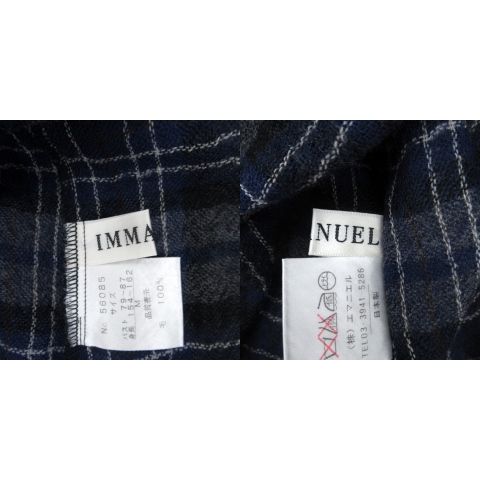 IMMA
No 56085
サイズ
バスト 79-87
身長 154-162
M
品質表示
毛 100%
NUEL
(株) エマニエル
TEL03 3941 5286
日本製